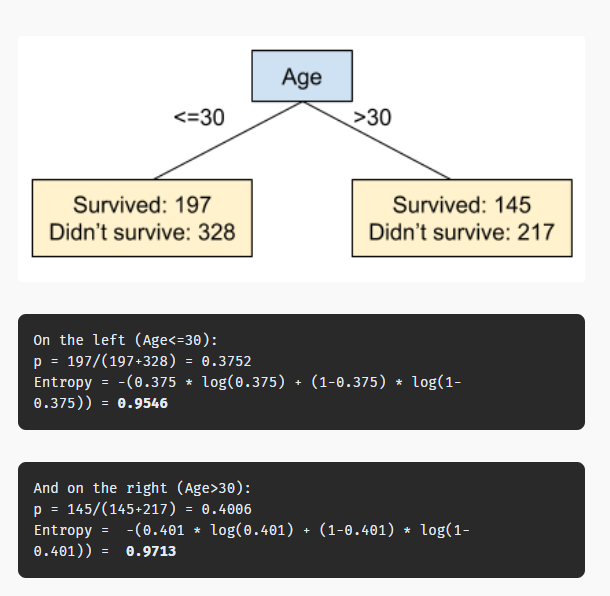 Age
<=30
>30
Survived: 197
Didn't survive: 328
Survived: 145
Didn't survive: 217
On the left (Age<=30):
p = 197/(197+328) = 0.3752
Entropy = -(0.375 * log(0.375) + (1-0.375) * log(1-
0.375)) = 0.9546
And on the right (Age>30):
p = 145/(145+217) = 0.4006
Entropy =  -(0.401 * log(0.401) + (1-0.401) * log(1-
0.401)) =  0.9713